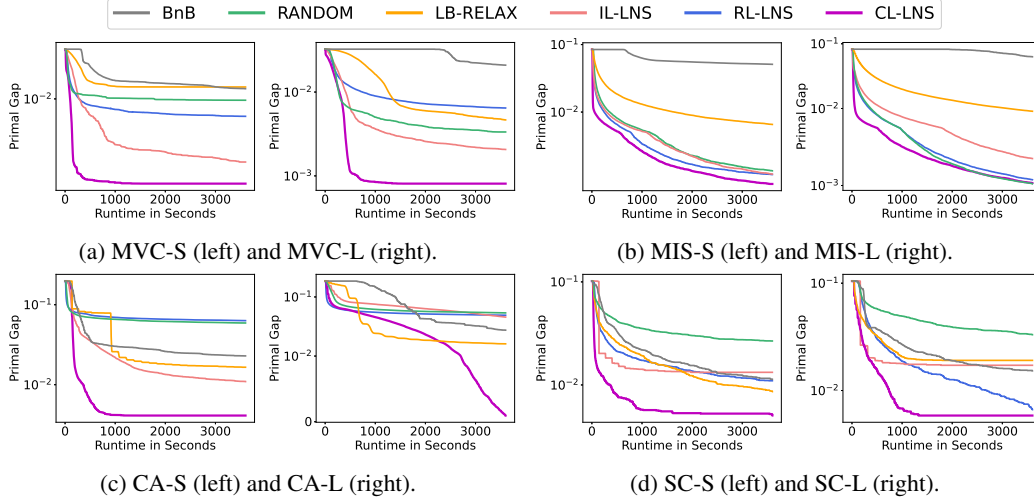 BnB RANDOM LB-RELAX IL-LNS RL-LNS CL-LNS
Primal Gap
10⁻²
0 1000 2000 3000
Runtime in Seconds
Primal Gap
10⁻²
10⁻³
0 1000 2000 3000
Runtime in Seconds
(a) MVC-S (left) and MVC-L (right).
Primal Gap
10⁻¹
10⁻²
0 1000 2000 3000
Runtime in Seconds
Primal Gap
10⁻¹
10⁻²
10⁻³
0 1000 2000 3000
Runtime in Seconds
(b) MIS-S (left) and MIS-L (right).
Primal Gap
10⁻¹
10⁻²
0 1000 2000 3000
Runtime in Seconds
Primal Gap
10⁻¹
10⁻²
0
0 1000 2000 3000
Runtime in Seconds
(c) CA-S (left) and CA-L (right).
Primal Gap
10⁻¹
10⁻²
0 1000 2000 3000
Runtime in Seconds
Primal Gap
10⁻¹
10⁻²
0 1000 2000 3000
Runtime in Seconds
(d) SC-S (left) and SC-L (right).